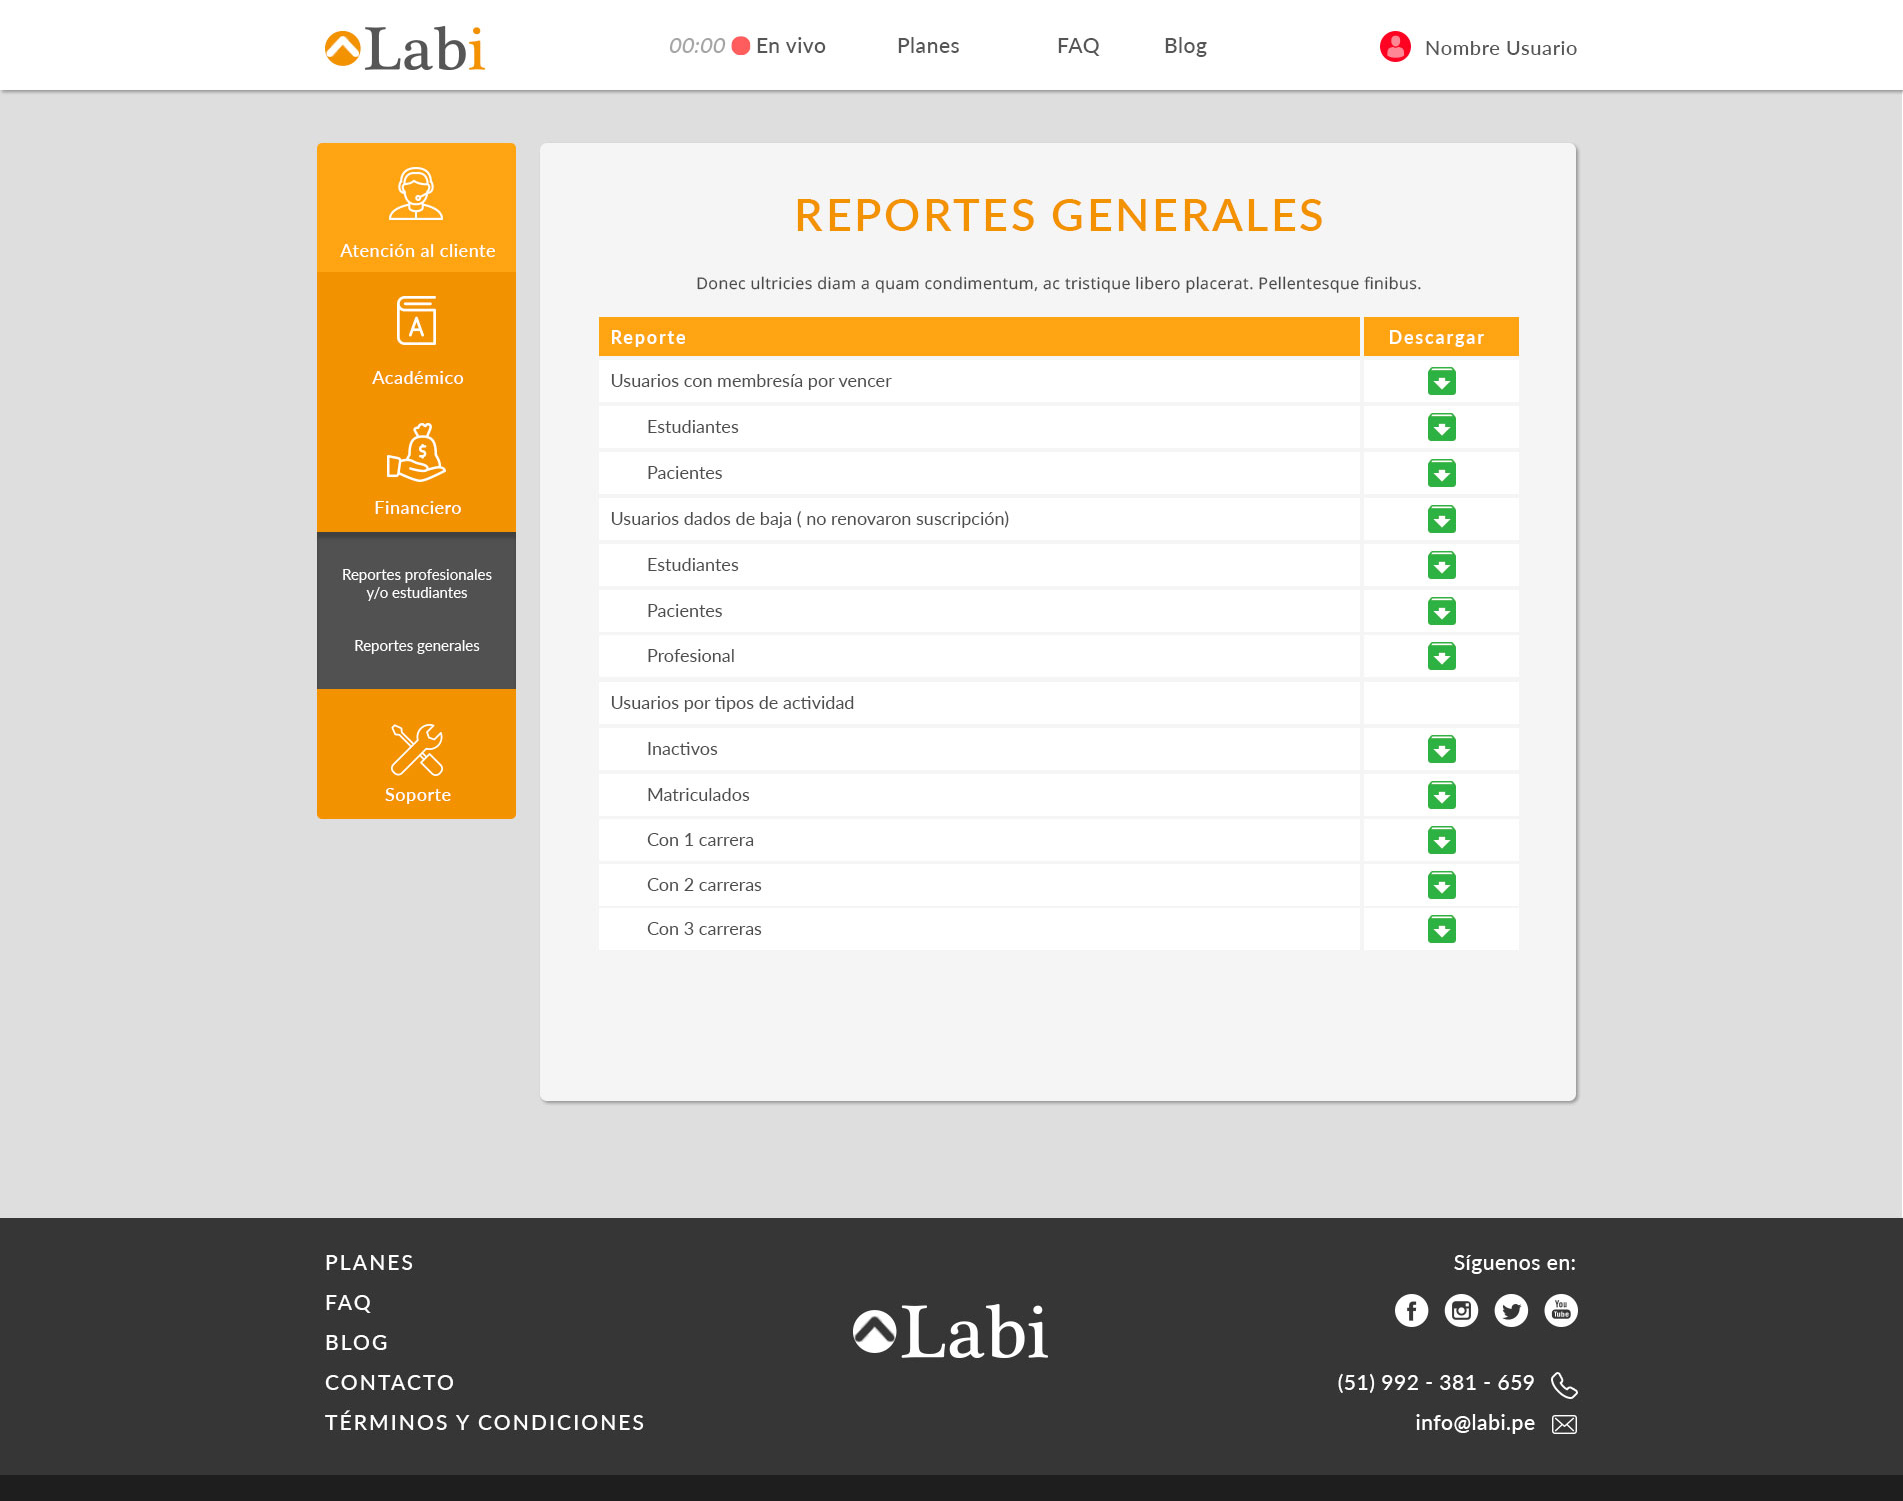 Labi
00:00 En vivo
Planes
FAQ
Blog
Nombre Usuario
Atención al cliente
A
Académico
$
Financiero
Reportes profesionales
y/o estudiantes
Reportes generales
Soporte
REPORTES GENERALES
Donec ultricies diam a quam condimentum, ac tristique libero placerat. Pellentesque finibus.
Reporte Descargar
Usuarios con membresía por vencer
Estudiantes
Pacientes
Usuarios dados de baja ( no renovaron suscripción)
Estudiantes
Pacientes
Profesional
Usuarios por tipos de actividad
Inactivos
Matriculados
Con 1 carrera
Con 2 carreras
Con 3 carreras
PLANES
FAQ
BLOG
CONTACTO
TÉRMINOS Y CONDICIONES
Labi
Síguenos en:
f
You
Tube
(51) 992 - 381 - 659
info@labi.pe